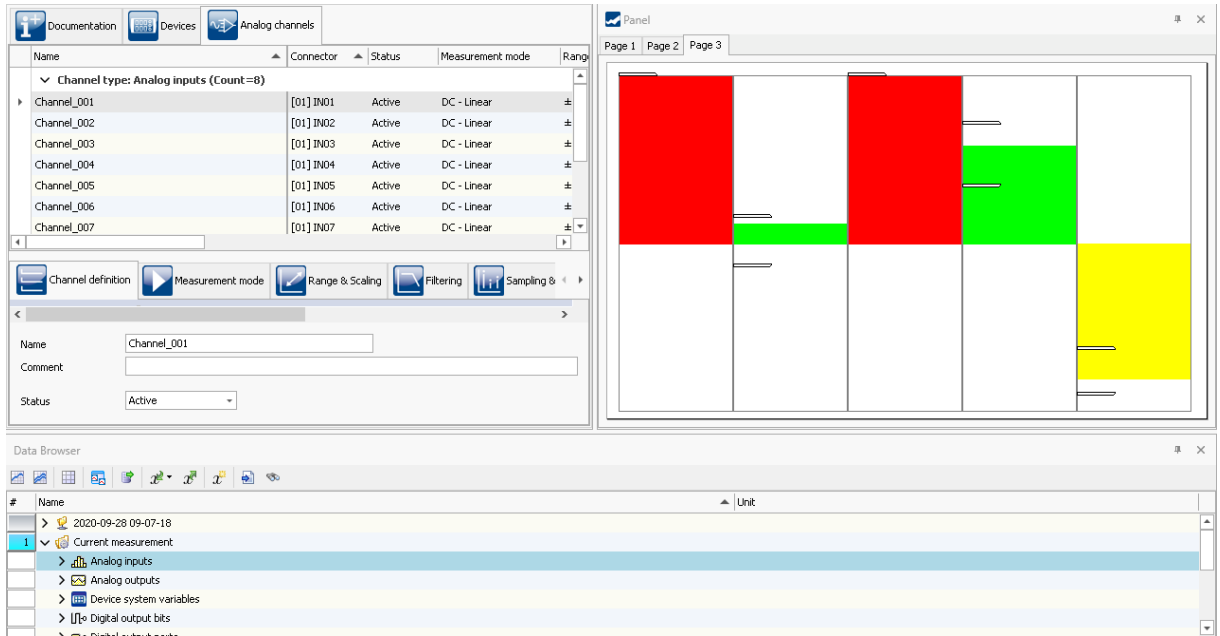 Documentation Devices Analog channels
Name Connector Status Measurement mode Rang
Channel type: Analog inputs (Count=8)
Channel_001 [01] IN01 Active DC - Linear ±
Channel_002 [01] IN02 Active DC - Linear ±
Channel_003 [01] IN03 Active DC - Linear ±
Channel_004 [01] IN04 Active DC - Linear ±
Channel_005 [01] IN05 Active DC - Linear ±
Channel_006 [01] IN06 Active DC - Linear ±
Channel_007 [01] IN07 Active DC - Linear ±
Channel definition Measurement mode Range & Scaling Filtering Sampling &
Name Channel_001
Comment
Status Active
Panel
Page 1 Page 2 Page 3
Data Browser
# Name Unit
2020-09-28 09-07-18
1 Current measurement
Analog inputs
Analog outputs
Device system variables
Digital output bits